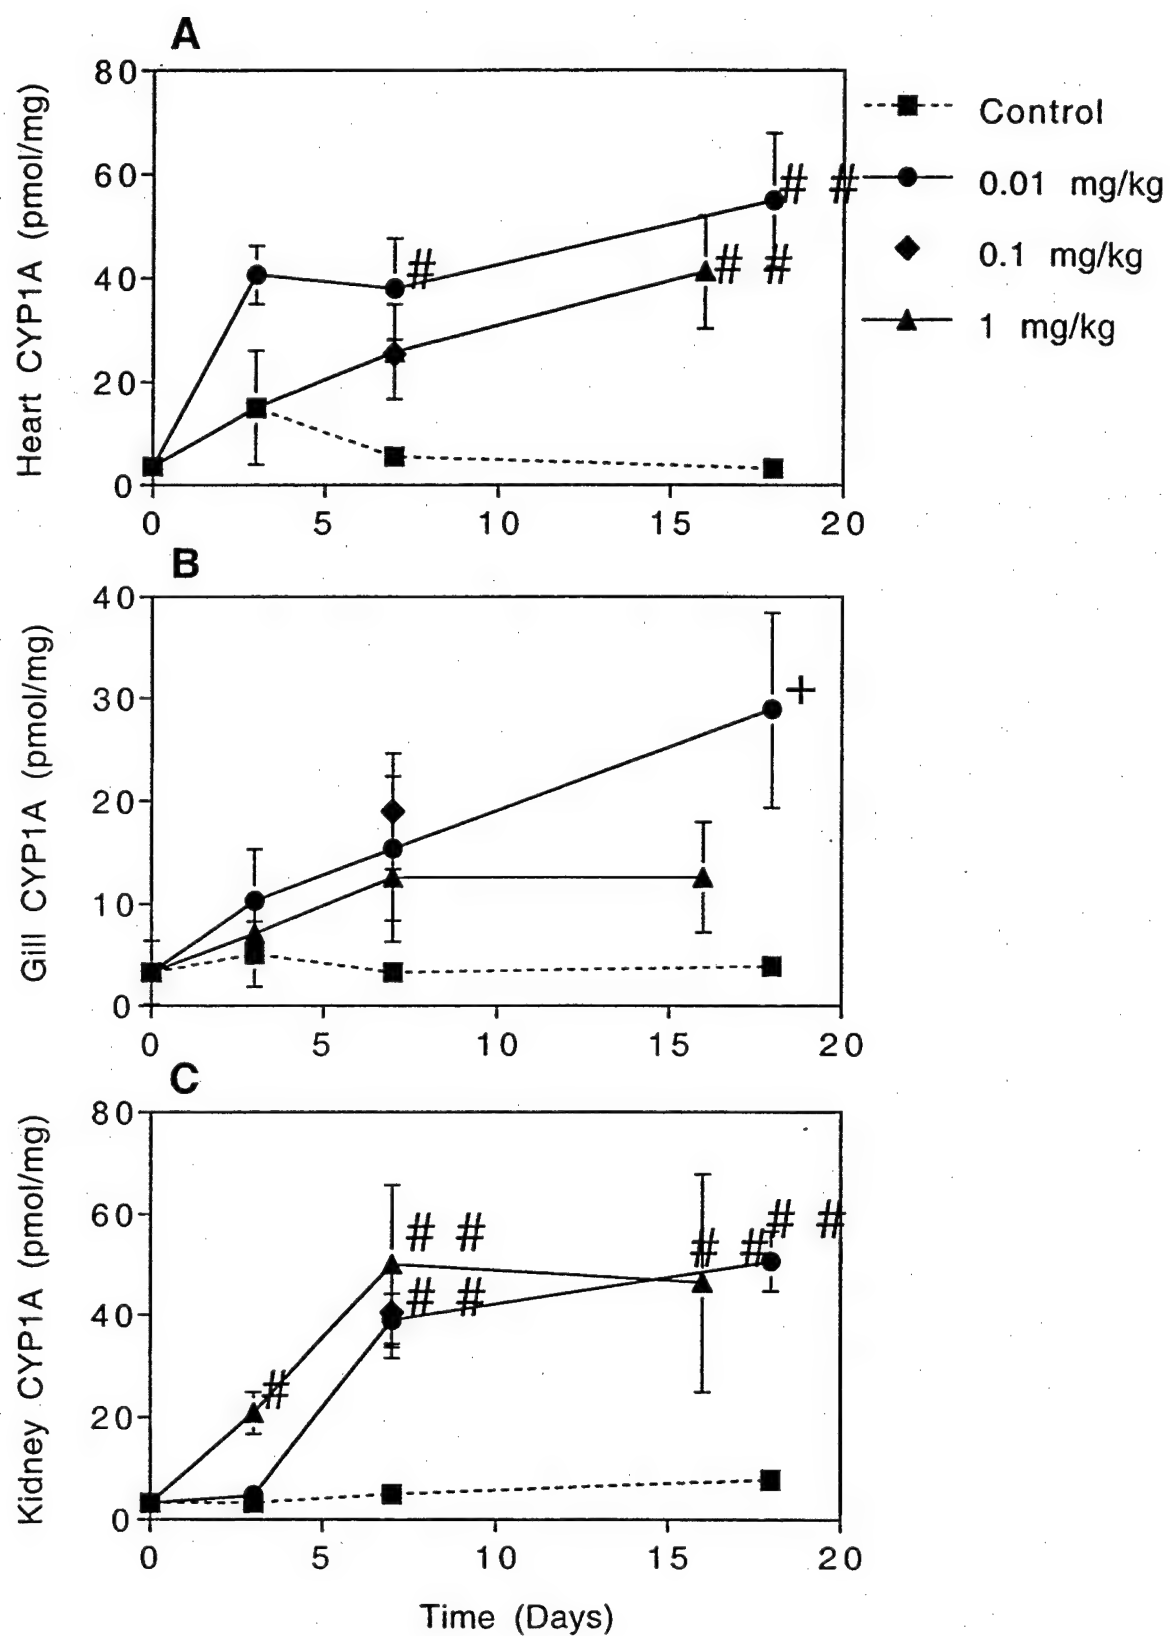 A
Heart CYP1A (pmol/mg)
80
60
40
20
0
0 5 10 15 20
#
# #
# #
Control
0.01 mg/kg
0.1 mg/kg
1 mg/kg
B
Gill CYP1A (pmol/mg)
40
30
20
10
0
0 5 10 15 20
+
C
Kidney CYP1A (pmol/mg)
80
60
40
20
0
0 5 10 15 20
#
# #
# #
# #
# #
Time (Days)